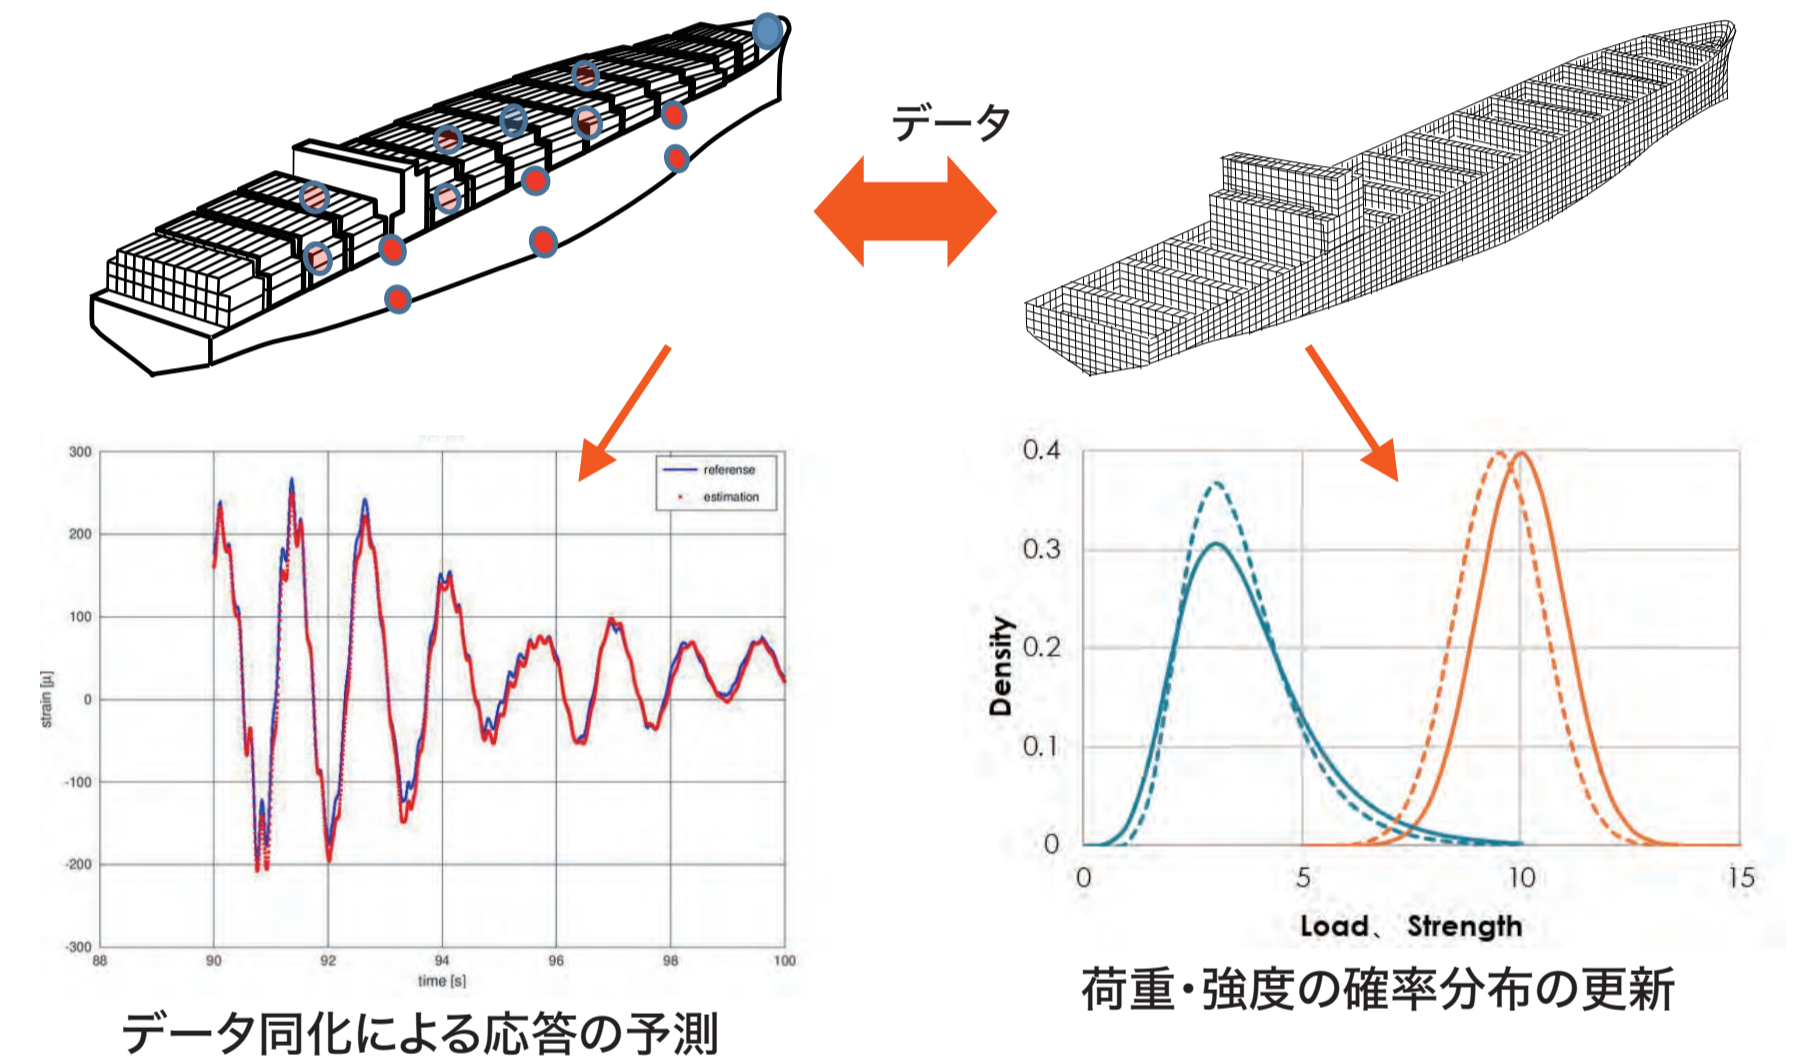 データ
300
200
100
0
-100
-200
-300
strain [µ]
referense
estimation
88 90 92 94 96 98 100
time [s]
データ同化による応答の予測
0.4
0.3
0.2
0.1
0
Density
0 5 10 15
Load、 Strength
荷重・強度の確率分布の更新